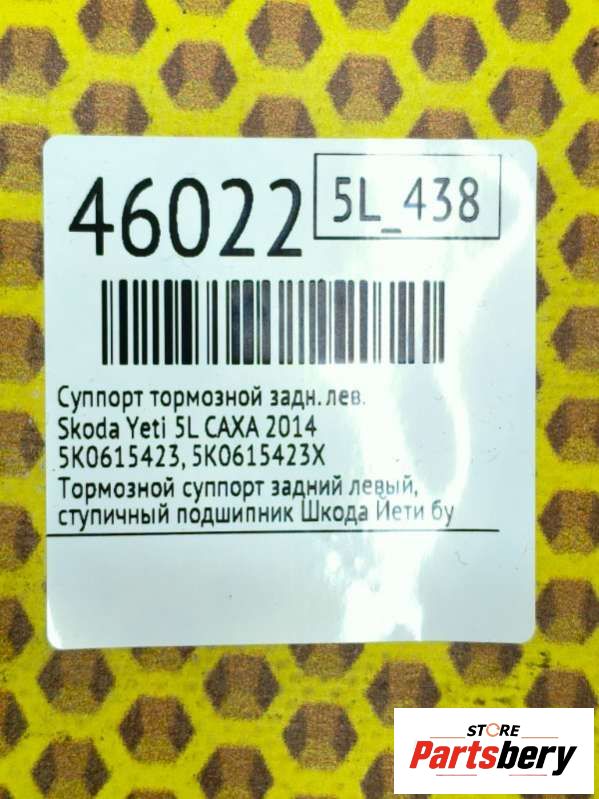 46022
5L_438
Суппорт тормозной задн.лев.
Skoda Yeti 5L CAXA 2014
5K0615423, 5K0615423X
Тормозной суппорт задний левый,
ступичный подшипник Шкода Йети бу
STORE
Partsbery